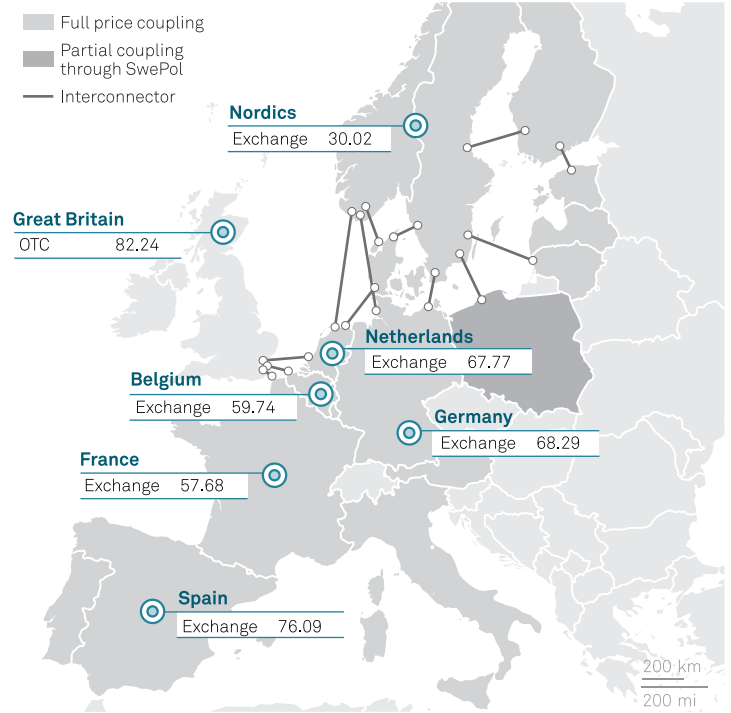 Full price coupling
Partial coupling
through SwePol
Interconnector
Nordics
Exchange 30.02
Great Britain
OTC 82.24
Netherlands
Exchange 67.77
Belgium
Exchange 59.74
Germany
Exchange 68.29
France
Exchange 57.68
Spain
Exchange 76.09
200 km
200 mi